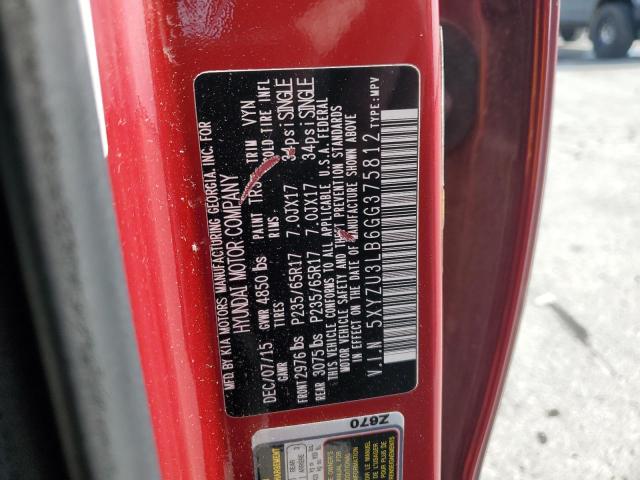 MFD. BY KIA MOTORS MANUFACTURING GEORGIA, INC. FOR
HYUNDAI MOTOR COMPANY
DEC/07/15 GVWR 4850 lbs PAINT TRIM VYN
GAWR TIRES RIMS. COLD TIRE INFL
FRONT 2976 lbs P235/65R17 7.0JX17 34psi SINGLE
REAR 3075 lbs P235/65R17 7.0JX17 34psi SINGLE
THIS VEHICLE CONFORMS TO ALL APPLICABLE U.S.A. FEDERAL
MOTOR VEHICLE SAFETY AND PREVENTION STANDARDS
IN EFFECT ON THE DATE OF MANUFACTURE SHOWN ABOVE.
V.I.N 5XYZU3LB6GG375812 TYPE: MPV
Z670